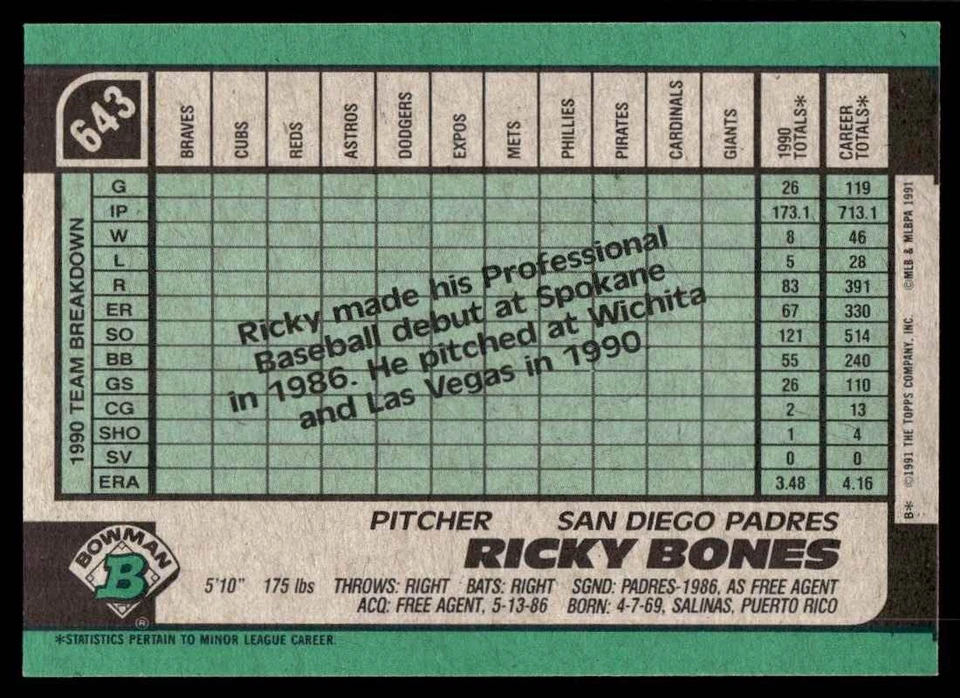 643
BRAVES CUBS REDS ASTROS DODGERS EXPOS METS PHILLIES PIRATES CARDINALS GIANTS 1990 TOTALS* CAREER TOTALS*
1990 TEAM BREAKDOWN
G 26 119
IP 173.1 713.1
W 8 46
L 5 28
R 83 391
ER 67 330
SO 121 514
BB 55 240
GS 26 110
CG 2 13
SHO 1 4
SV 0 0
ERA 3.48 4.16
Ricky made his Professional
Baseball debut at Spokane
in 1986. He pitched at Wichita
and Las Vegas in 1990
B* ©1991 THE TOPPS COMPANY, INC. ©MLB & MLBPA 1991
PITCHER SAN DIEGO PADRES
RICKY BONES
BOWMAN
B
®
5'10" 175 lbs THROWS: RIGHT BATS: RIGHT SGND: PADRES-1986, AS FREE AGENT
ACQ: FREE AGENT, 5-13-86 BORN: 4-7-69, SALINAS, PUERTO RICO
*STATISTICS PERTAIN TO MINOR LEAGUE CAREER.